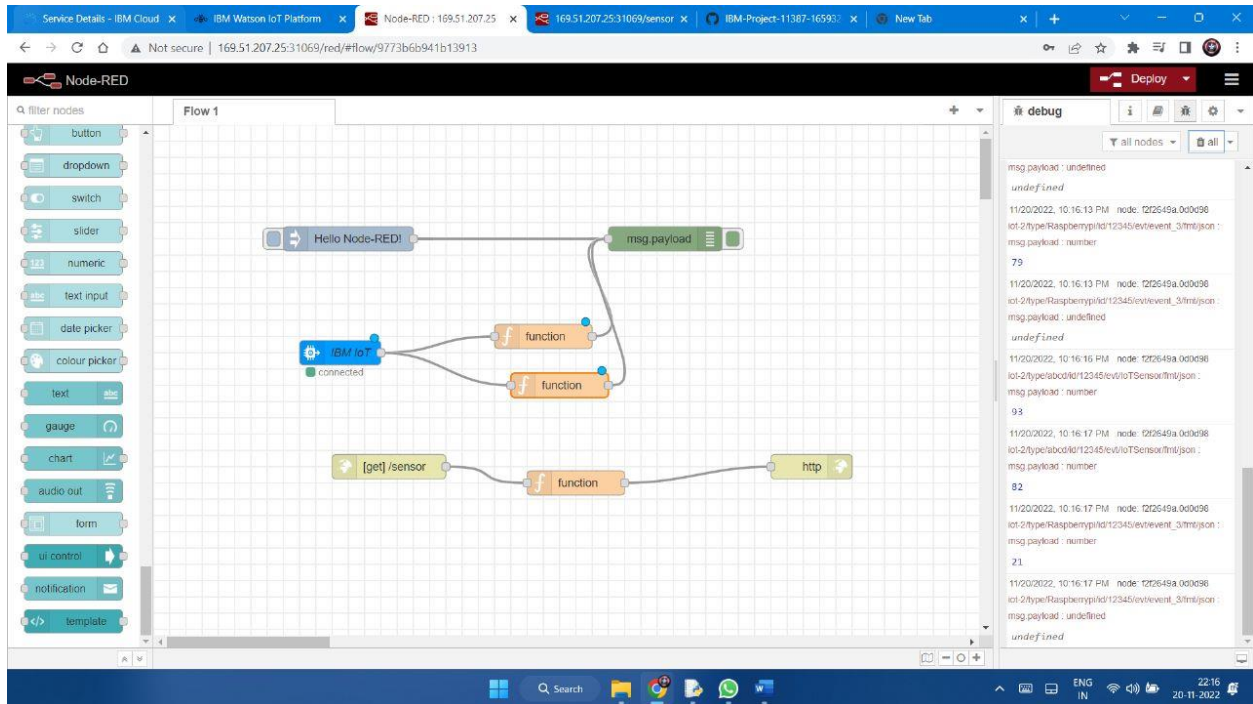 Service Details - IBM Cloud
IBM Watson IoT Platform
Node-RED : 169.51.207.25
169.51.207.25:31069/sensor
IBM-Project-11387-165932
New Tab
Not secure | 169.51.207.25:31069/red/#flow/9773b6b941b13913
Node-RED
Deploy
filter nodes
Flow 1
debug
all nodes
all
button
dropdown
switch
slider
123 numeric
abc text input
date picker
colour picker
text abc
gauge
chart
audio out
form
ui control
notification
</> template
Hello Node-RED!
msg.payload
f function
IBM IoT
connected
f function
[get] /sensor
f function
http
msg.payload : undefined
undefined
11/20/2022, 10:16:13 PM node: f2f2649a.0d0d98
iot-2/type/Raspberrypi/id/12345/evt/event_3/fmt/json :
msg.payload : number
79
11/20/2022, 10:16:13 PM node: f2f2649a.0d0d98
iot-2/type/Raspberrypi/id/12345/evt/event_3/fmt/json :
msg.payload : undefined
undefined
11/20/2022, 10:16:16 PM node: f2f2649a.0d0d98
iot-2/type/abcd/id/12345/evt/IoTSensor/fmt/json :
msg.payload : number
93
11/20/2022, 10:16:17 PM node: f2f2649a.0d0d98
iot-2/type/abcd/id/12345/evt/IoTSensor/fmt/json :
msg.payload : number
82
11/20/2022, 10:16:17 PM node: f2f2649a.0d0d98
iot-2/type/Raspberrypi/id/12345/evt/event_3/fmt/json :
msg.payload : number
21
11/20/2022, 10:16:17 PM node: f2f2649a.0d0d98
iot-2/type/Raspberrypi/id/12345/evt/event_3/fmt/json :
msg.payload : undefined
undefined
Search
ENG
IN
22:16
20-11-2022